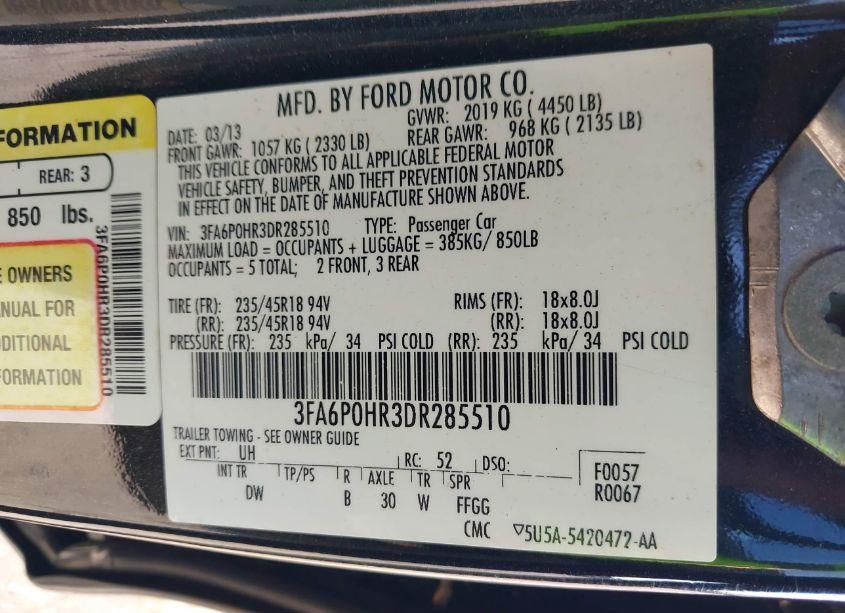 FORMATION
REAR: 3
850 lbs.
3FA6P0HR3DR285510
E OWNERS
ANUAL FOR
DDITIONAL
FORMATION
MFD. BY FORD MOTOR CO.
DATE: 03/13 GVWR: 2019 KG ( 4450 LB)
FRONT GAWR: 1057 KG ( 2330 LB) REAR GAWR: 968 KG ( 2135 LB)
THIS VEHICLE CONFORMS TO ALL APPLICABLE FEDERAL MOTOR
VEHICLE SAFETY, BUMPER, AND THEFT PREVENTION STANDARDS
IN EFFECT ON THE DATE OF MANUFACTURE SHOWN ABOVE.
VIN: 3FA6P0HR3DR285510 TYPE: Passenger Car
MAXIMUM LOAD = OCCUPANTS + LUGGAGE = 385KG/ 850LB
OCCUPANTS = 5 TOTAL; 2 FRONT, 3 REAR
TIRE (FR): 235/45R18 94V RIMS (FR): 18x8.0J
(RR): 235/45R18 94V (RR): 18x8.0J
PRESSURE (FR): 235 kPa/ 34 PSI COLD (RR): 235 kPa/ 34 PSI COLD
3FA6P0HR3DR285510
TRAILER TOWING - SEE OWNER GUIDE
EXT PNT: UH RC: 52 DSO: F0057
INT TR TP/PS R AXLE TR SPR R0067
DW B 30 W FFGG
CMC ▽5U5A-5420472-AA